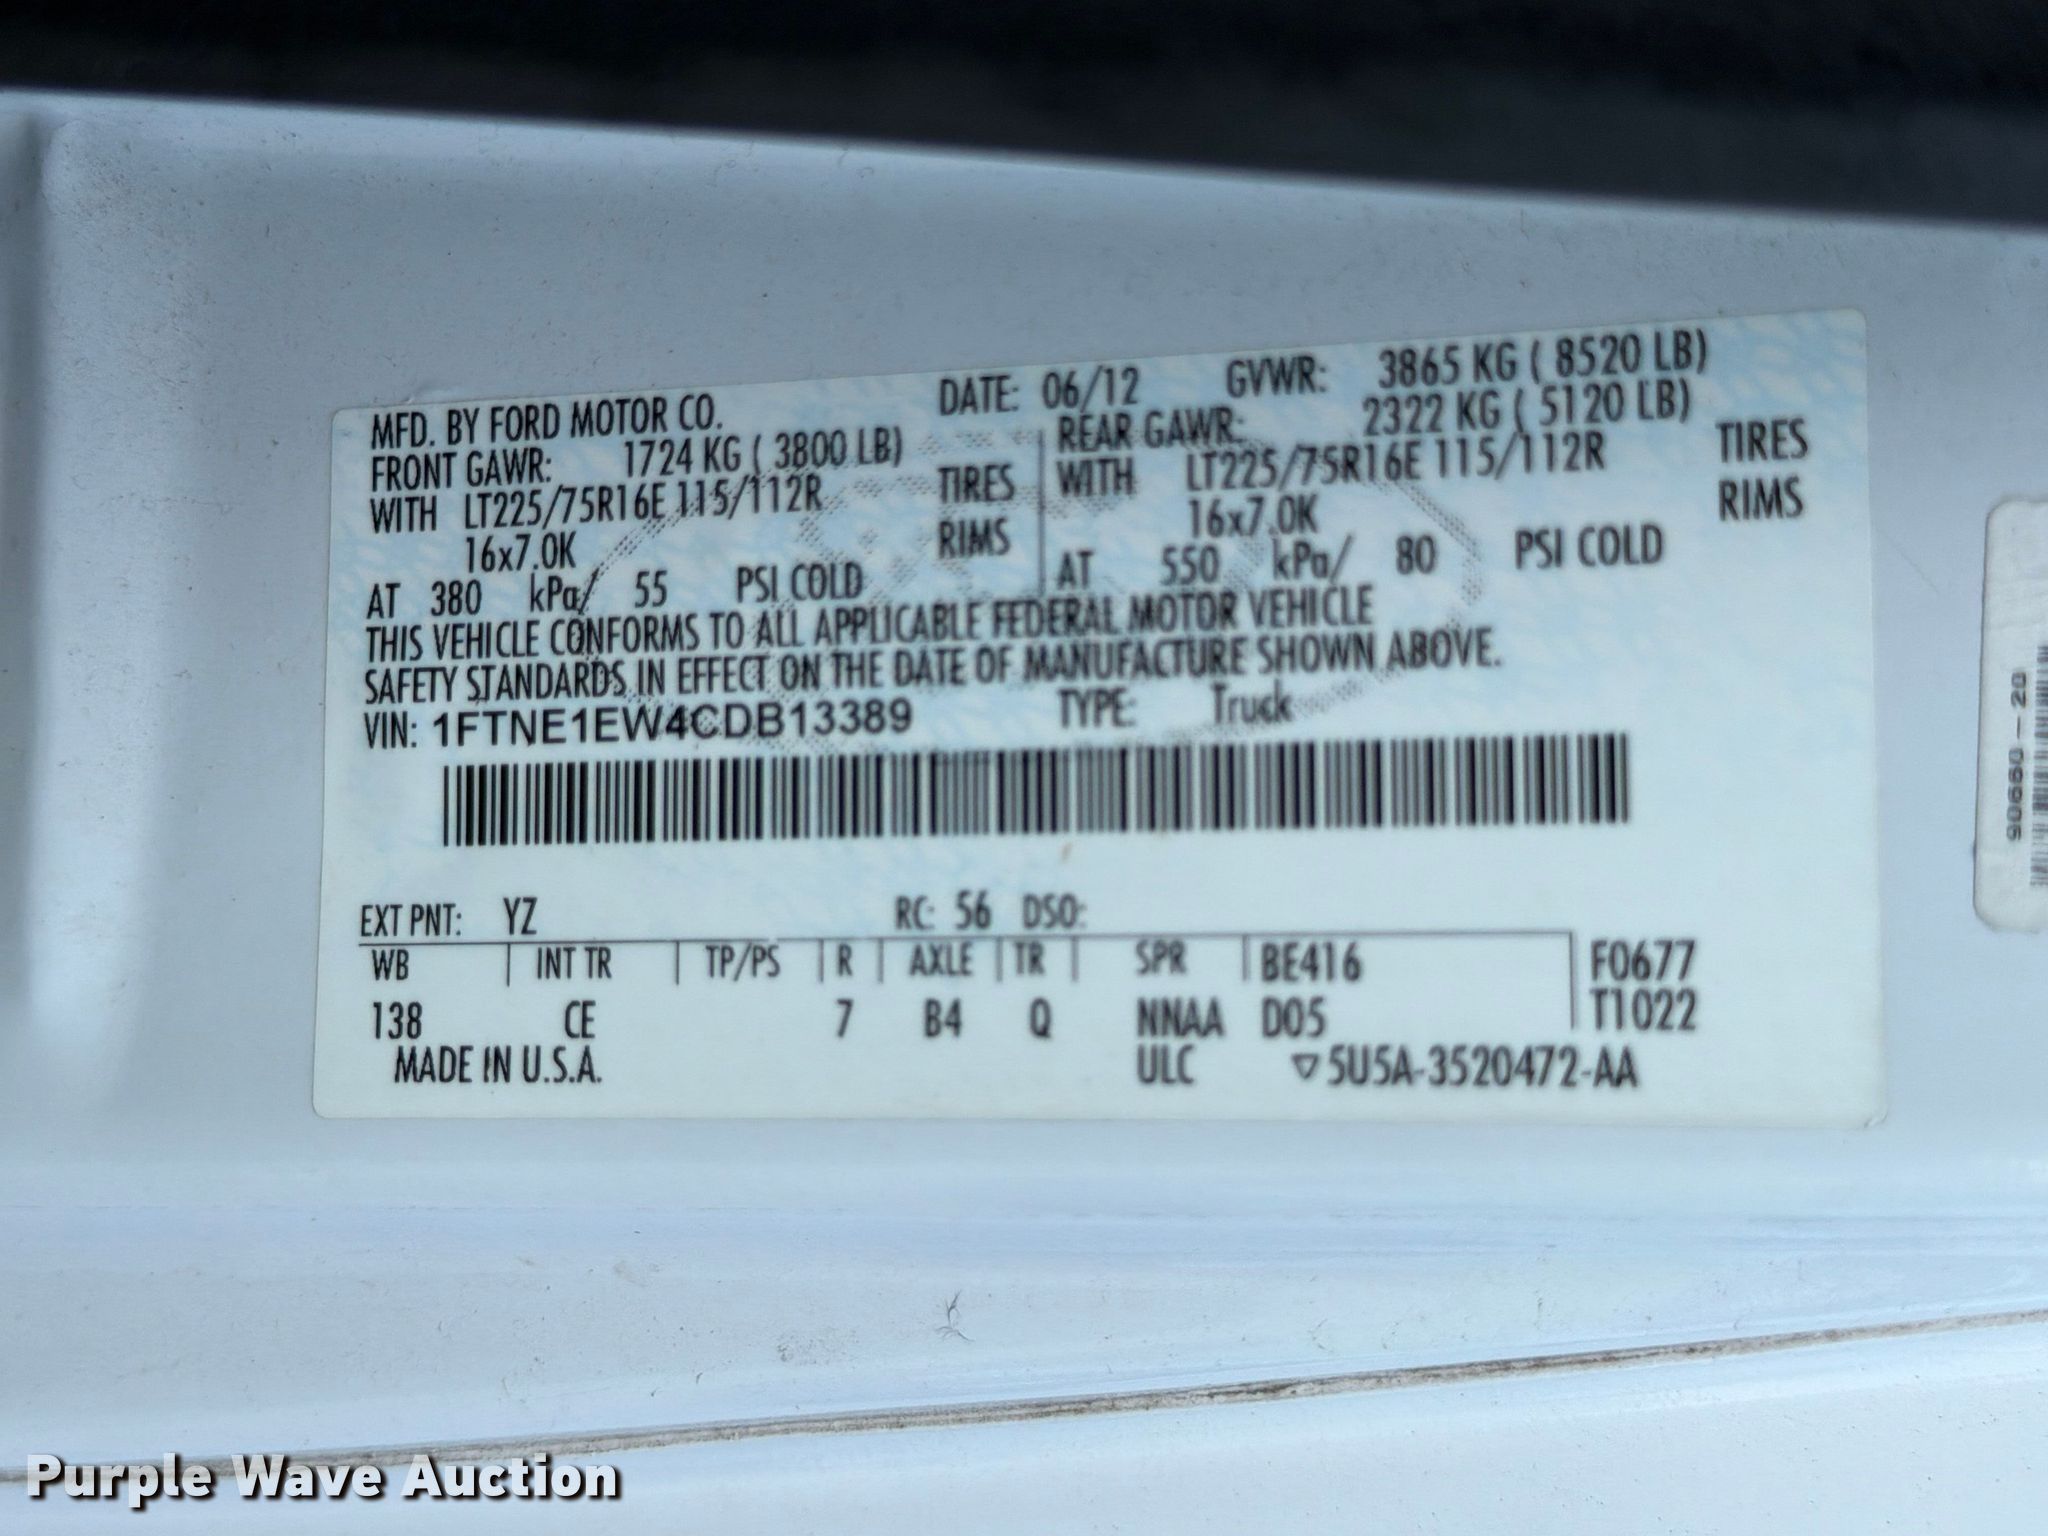 MFD. BY FORD MOTOR CO. DATE: 06/12 GVWR: 3865 KG ( 8520 LB)
FRONT GAWR: 1724 KG ( 3800 LB) REAR GAWR: 2322 KG ( 5120 LB)
WITH LT225/75R16E 115/112R TIRES WITH LT225/75R16E 115/112R TIRES
16x7.0K RIMS 16x7.0K RIMS
AT 380 kPa/ 55 PSI COLD AT 550 kPa/ 80 PSI COLD
THIS VEHICLE CONFORMS TO ALL APPLICABLE FEDERAL MOTOR VEHICLE
SAFETY STANDARDS IN EFFECT ON THE DATE OF MANUFACTURE SHOWN ABOVE.
VIN: 1FTNE1EW4CDB13389 TYPE: Truck
EXT PNT: YZ RC: 56 DSO:
WB INT TR TP/PS R AXLE TR SPR BE416 F0677
138 CE 7 B4 Q NNAA D05 T1022
MADE IN U.S.A. ULC ▽5U5A-3520472-AA
90660-20
Purple Wave Auction